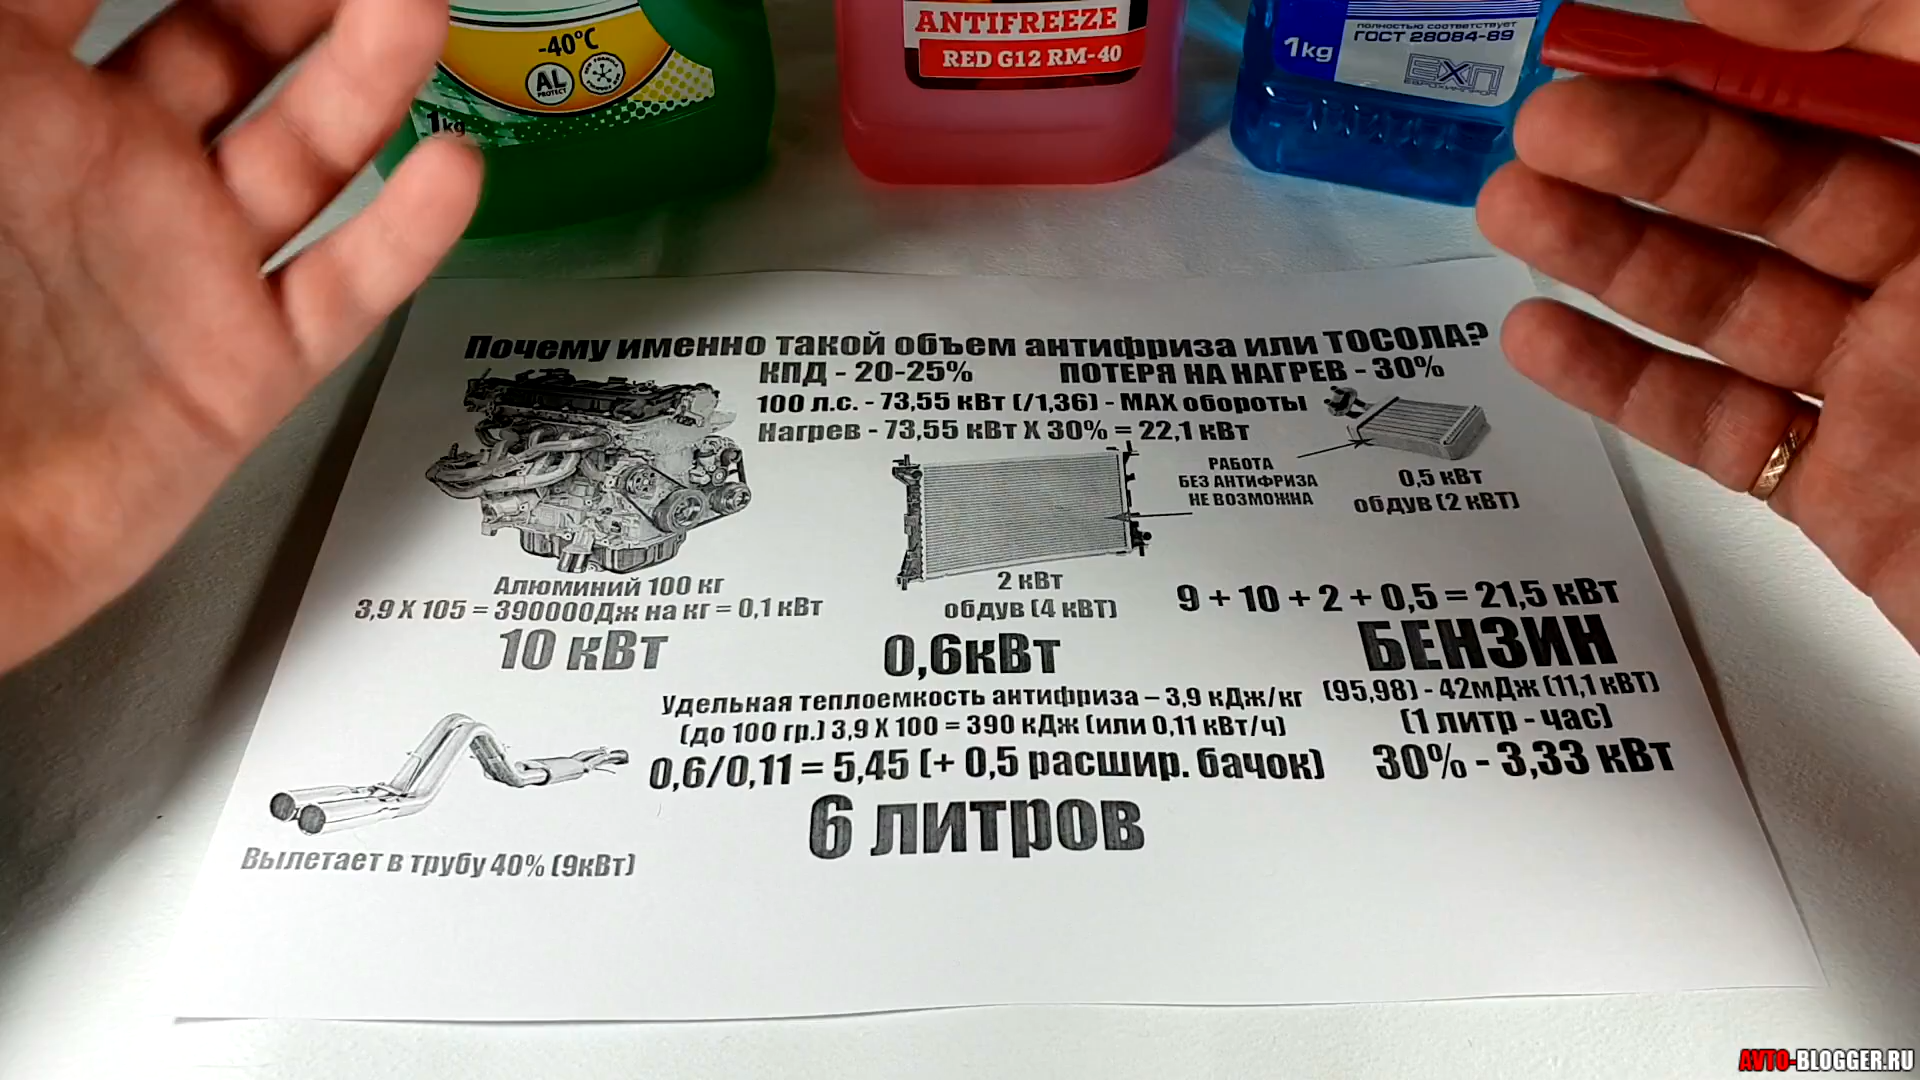 -40°C
AL
PROTECT
1kg
ANTIFREEZE
RED G12 RM-40
полностью соответствует
ГОСТ 28084-89
1kg
ЕХП
Почему именно такой объем антифриза или ТОСОЛА?
КПД - 20-25% ПОТЕРЯ НА НАГРЕВ - 30%
100 л.с. - 73,55 кВт (/1,36) - MAX обороты
Нагрев - 73,55 кВт X 30% = 22,1 кВт
РАБОТА
БЕЗ АНТИФРИЗА
НЕ ВОЗМОЖНА
0,5 кВт
обдув (2 кВТ)
Алюминий 100 кг
3,9 X 105 = 390000Дж на кг = 0,1 кВт
10 кВт
2 кВт
обдув (4 кВТ)
0,6кВт
9 + 10 + 2 + 0,5 = 21,5 кВт
БЕНЗИН
(95,98) - 42мДж (11,1 кВТ)
(1 литр - час)
30% - 3,33 кВт
Удельная теплоемкость антифриза – 3,9 кДж/кг
(до 100 гр.) 3,9 X 100 = 390 кДж (или 0,11 кВт/ч)
0,6/0,11 = 5,45 (+ 0,5 расшир. бачок)
6 литров
Вылетает в трубу 40% (9кВт)
AVTO-BLOGGER.RU